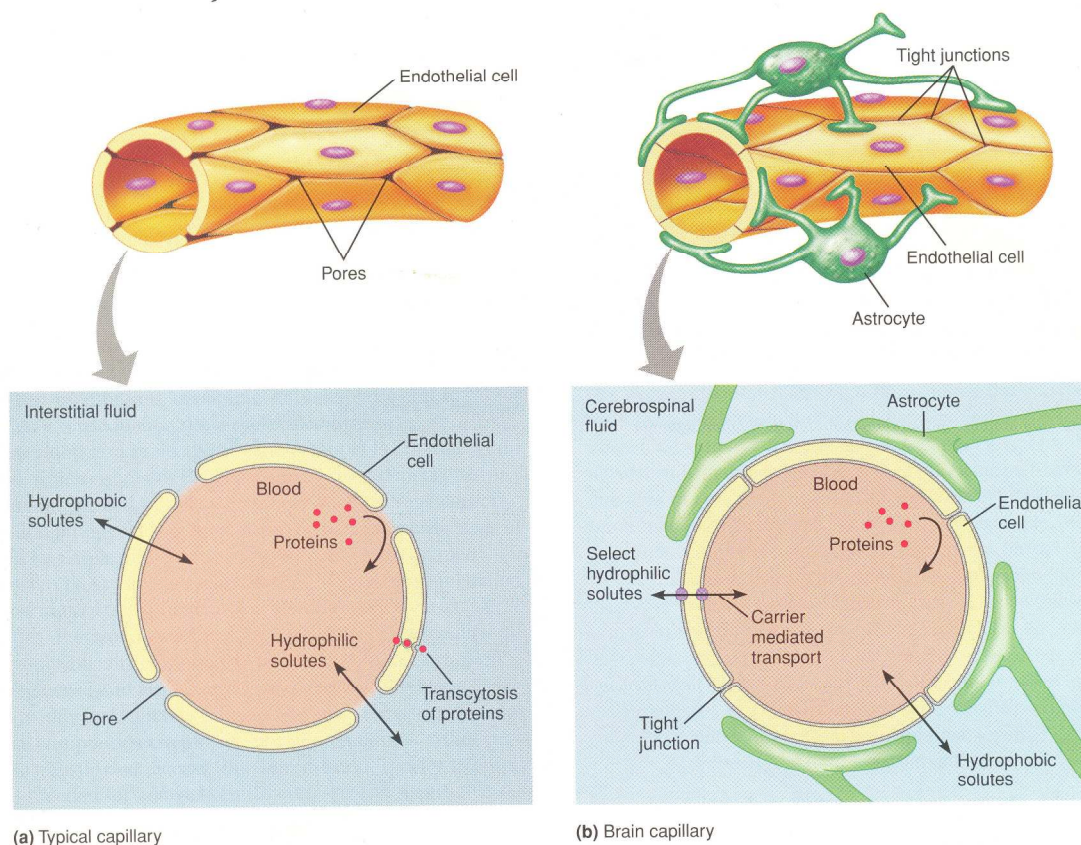 Endothelial cell
Pores
Tight junctions
Endothelial cell
Astrocyte
Interstitial fluid
Endothelial
cell
Blood
Hydrophobic
solutes
Proteins
Hydrophilic
solutes
Transcytosis
of proteins
Pore
(a) Typical capillary
Cerebrospinal
fluid
Astrocyte
Blood
Endothelia
cell
Proteins
Select
hydrophilic
solutes
Carrier
mediated
transport
Tight
junction
Hydrophobic
solutes
(b) Brain capillary